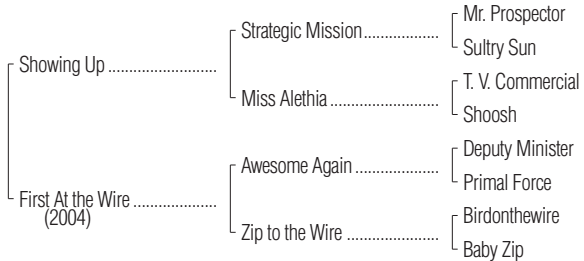 Mr. Prospector
Strategic Mission..................
Sultry Sun
Showing Up ..........................
T. V. Commercial
Miss Alethia ..........................
Shoosh
Deputy Minister
Awesome Again ....................
Primal Force
First At the Wire ....................
(2004)
Birdonthewire
Zip to the Wire ......................
Baby Zip